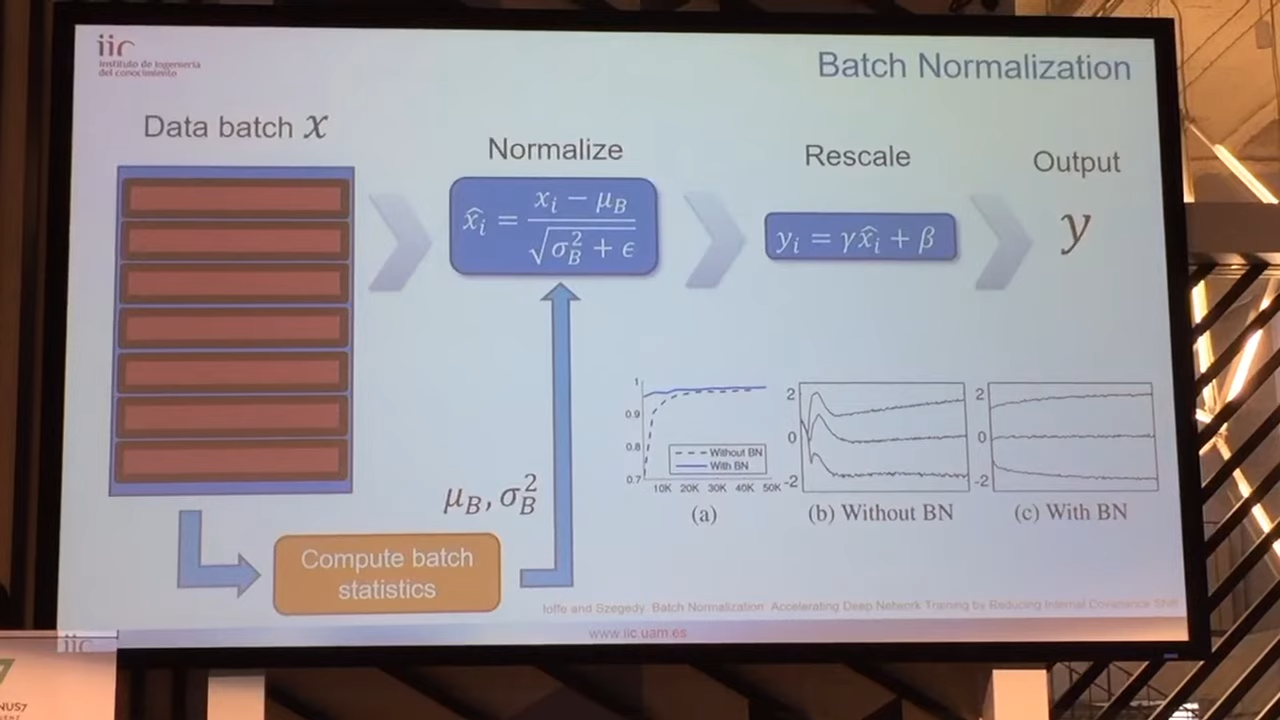 iic
instituto de ingeniería
del conocimiento
Batch Normalization
Data batch x
Normalize
x̂ᵢ = (xᵢ − μ_B) / √(σ_B² + ϵ)
Rescale
yᵢ = γx̂ᵢ + β
Output
y
μ_B, σ_B²
Compute batch
statistics
1
0.9
0.8
0.7
10K 20K 30K 40K 50K
Without BN
With BN
(a)
2
0
-2
(b) Without BN
2
0
-2
(c) With BN
Ioffe and Szegedy. Batch Normalization: Accelerating Deep Network Training by Reducing Internal Covariate Shift
www.iic.uam.es
iic
NUS7